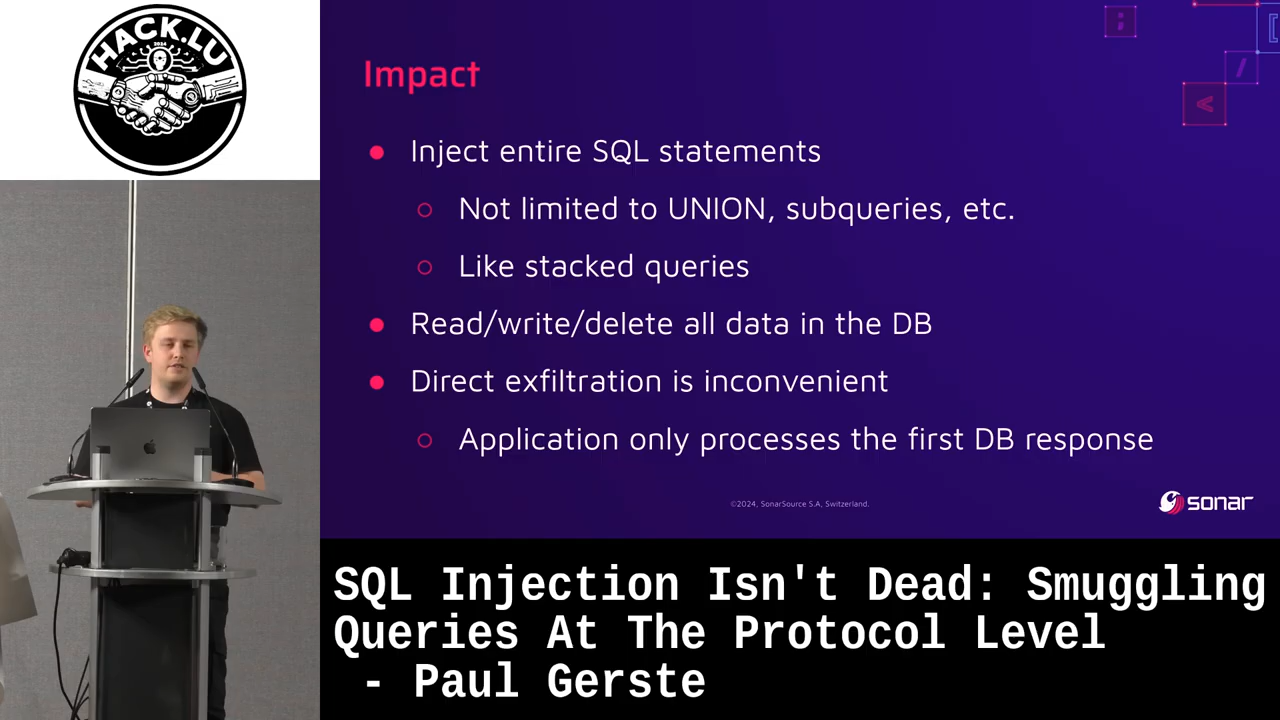 HACK.LU
2024
Impact
Inject entire SQL statements
Not limited to UNION, subqueries, etc.
Like stacked queries
Read/write/delete all data in the DB
Direct exfiltration is inconvenient
Application only processes the first DB response
©2024, SonarSource S.A, Switzerland.
sonar
; [ / <
SQL Injection Isn't Dead: Smuggling
Queries At The Protocol Level
- Paul Gerste